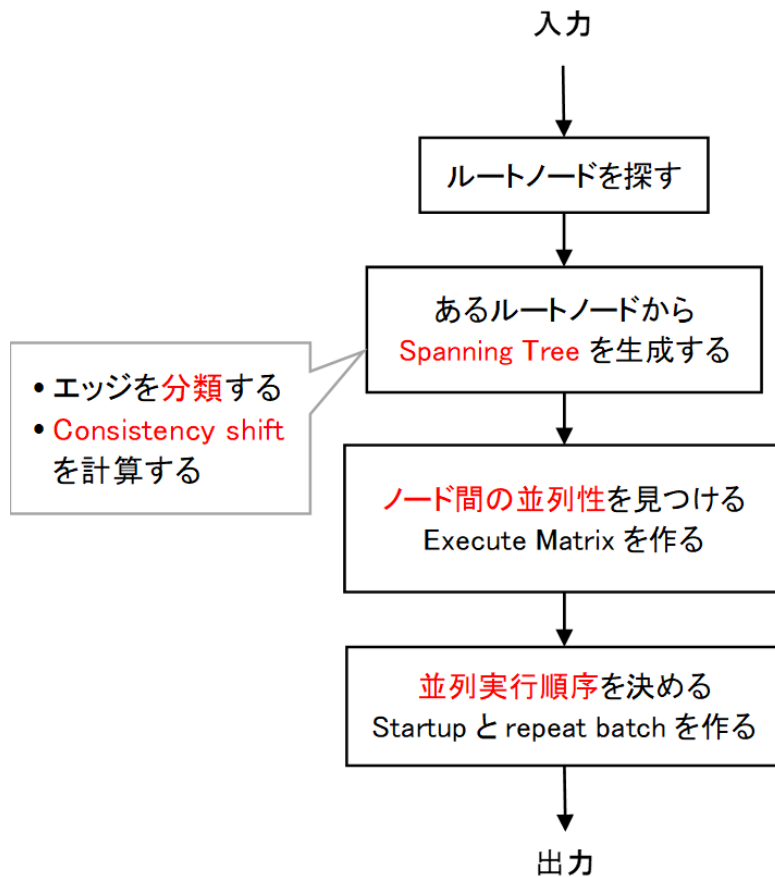 入力
ルートノードを探す
あるルートノードから
Spanning Tree を生成する
• エッジを分類する
• Consistency shift
を計算する
ノード間の並列性を見つける
Execute Matrix を作る
並列実行順序を決める
Startup と repeat batch を作る
出力